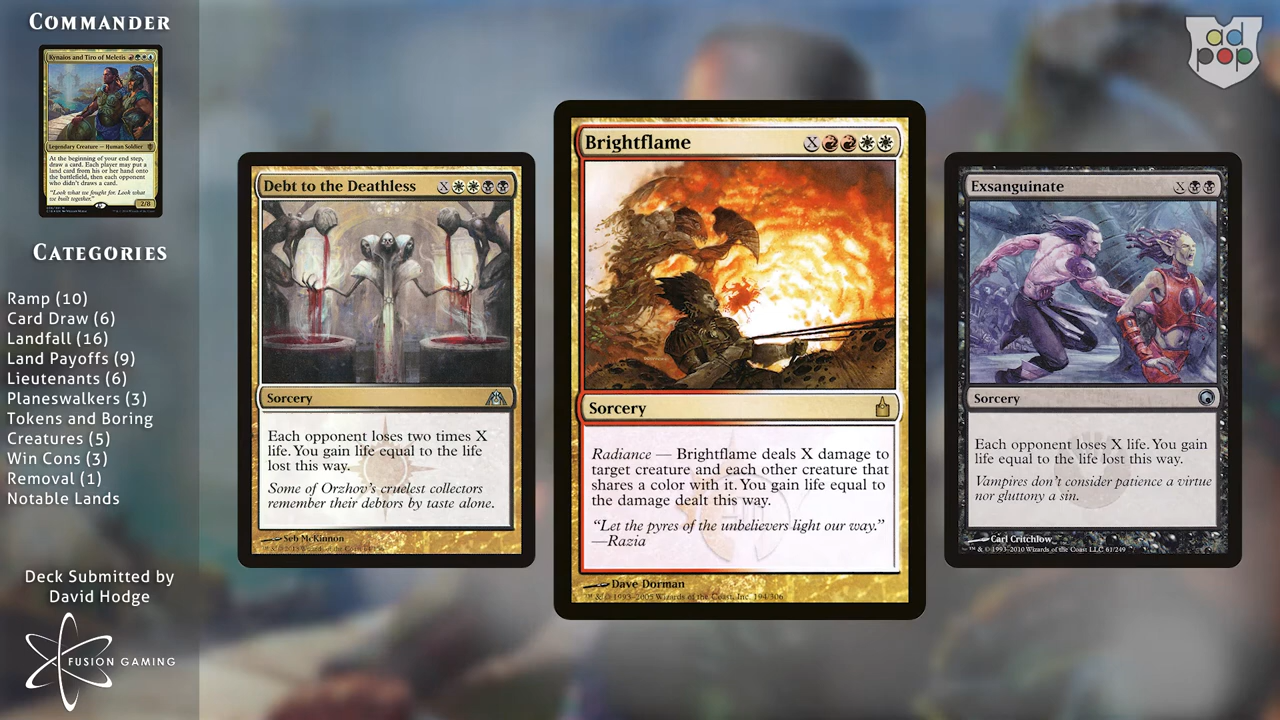 COMMANDER
Kynaios and Tiro of Meletis
Legendary Creature — Human Soldier
At the beginning of your end step,
draw a card. Each player may put a
land card from his or her hand onto
the battlefield, then each opponent
who didn't draws a card.
"Look what we fought for. Look what
we built together."
2/8
CATEGORIES
Ramp (10)
Card Draw (6)
Landfall (16)
Land Payoffs (9)
Lieutenants (6)
Planeswalkers (3)
Tokens and Boring
Creatures (5)
Win Cons (3)
Removal (1)
Notable Lands
Deck Submitted by
David Hodge
FUSION GAMING
Debt to the Deathless X
Sorcery
Each opponent loses two times X
life. You gain life equal to the life
lost this way.
Some of Orzhov's cruelest collectors
remember their debtors by taste alone.
Seb McKinnon
Brightflame X
Sorcery
Radiance — Brightflame deals X damage to
target creature and each other creature that
shares a color with it. You gain life equal to
the damage dealt this way.
"Let the pyres of the unbelievers light our way."
—Razia
Dave Dorman
™ & © 1993–2005 Wizards of the Coast, Inc. 194/306
Exsanguinate X
Sorcery
Each opponent loses X life. You gain
life equal to the life lost this way.
Vampires don't consider patience a virtue
nor gluttony a sin.
Carl Critchlow
™ & © 1993–2010 Wizards of the Coast LLC 61/249
ad
pop